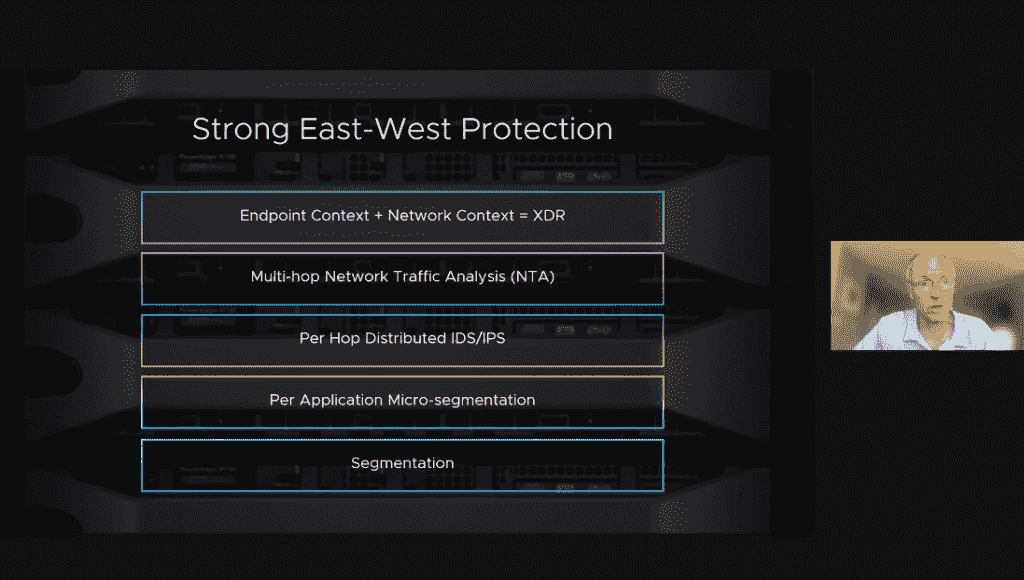 Strong East-West Protection
Endpoint Context + Network Context = XDR
Multi-hop Network Traffic Analysis (NTA)
Per Hop Distributed IDS/IPS
Per Application Micro-segmentation
Segmentation